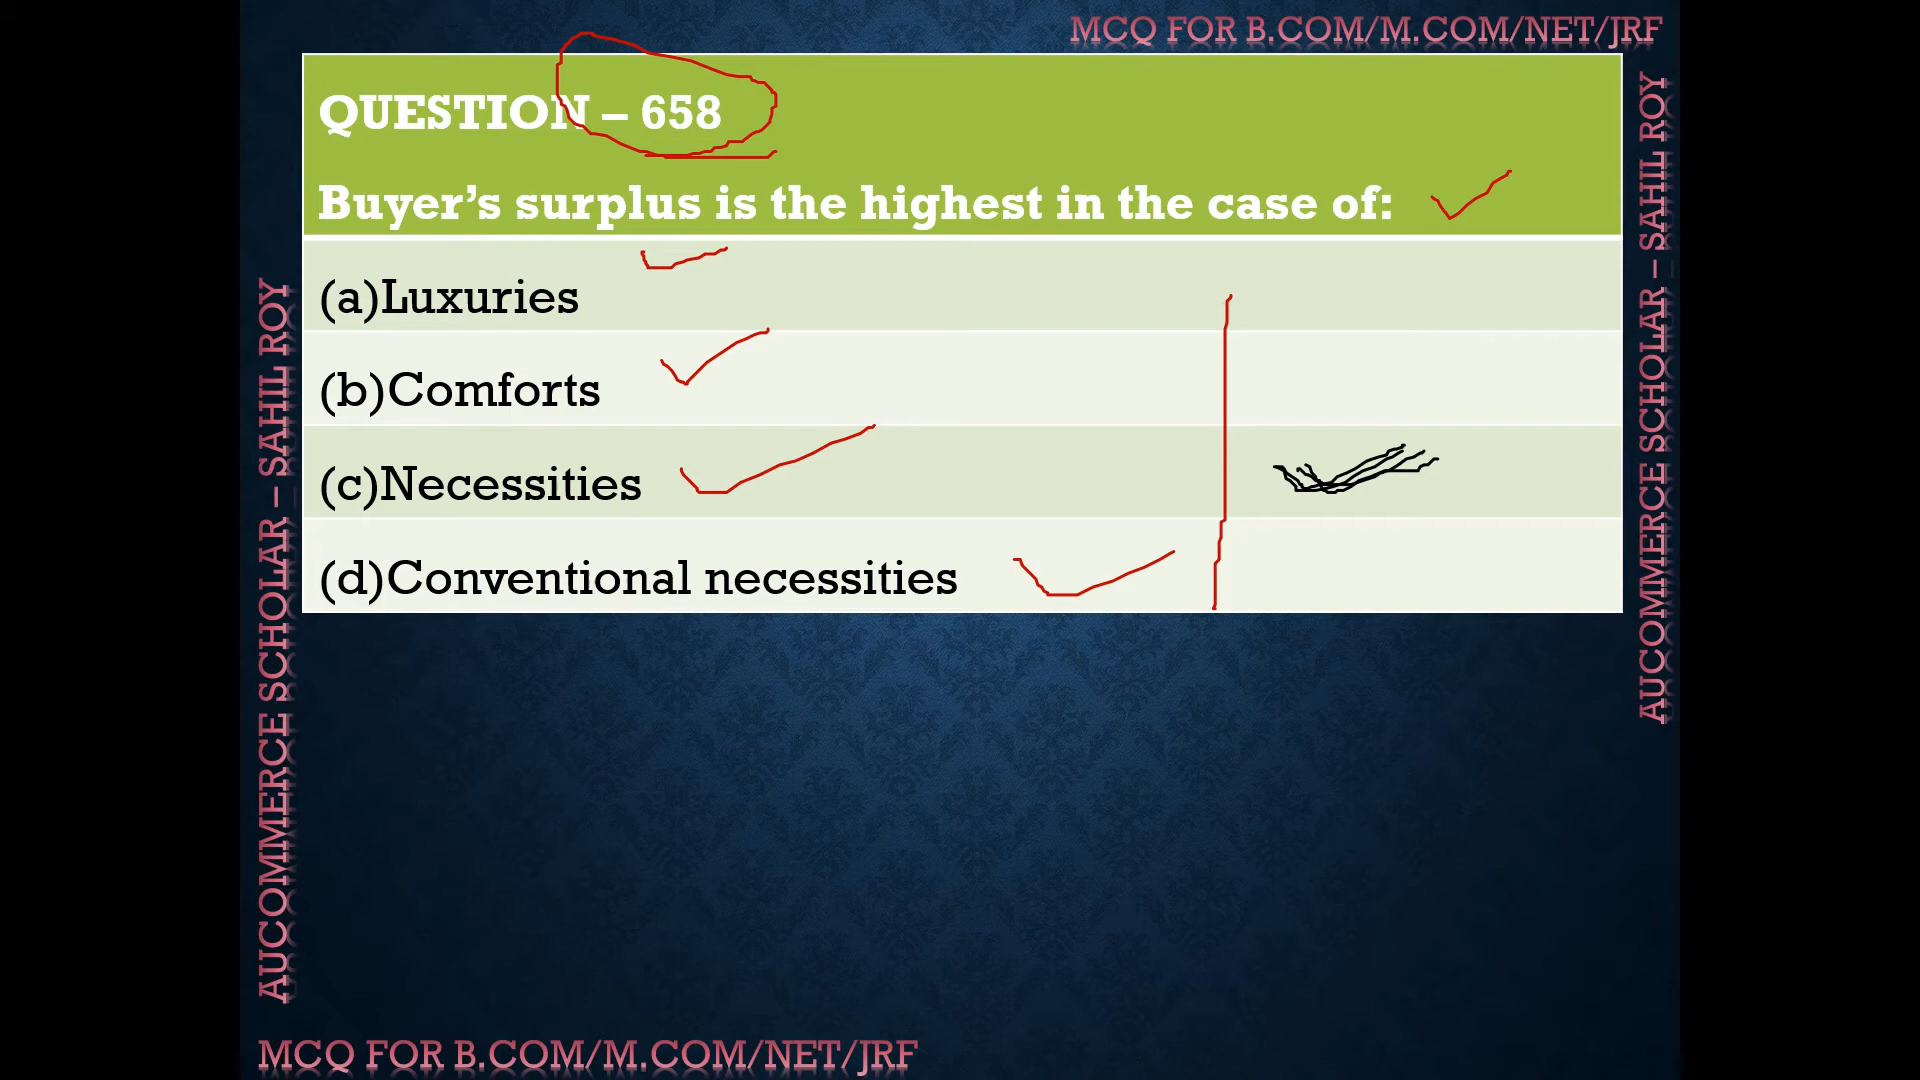 MCQ FOR B.COM/M.COM/NET/JRF
QUESTION – 658
Buyer’s surplus is the highest in the case of:
(a)Luxuries
(b)Comforts
(c)Necessities
(d)Conventional necessities
AUCOMMERCE SCHOLAR – SAHIL ROY
AUCOMMERCE SCHOLAR – SAHIL ROY
MCQ FOR B.COM/M.COM/NET/JRF